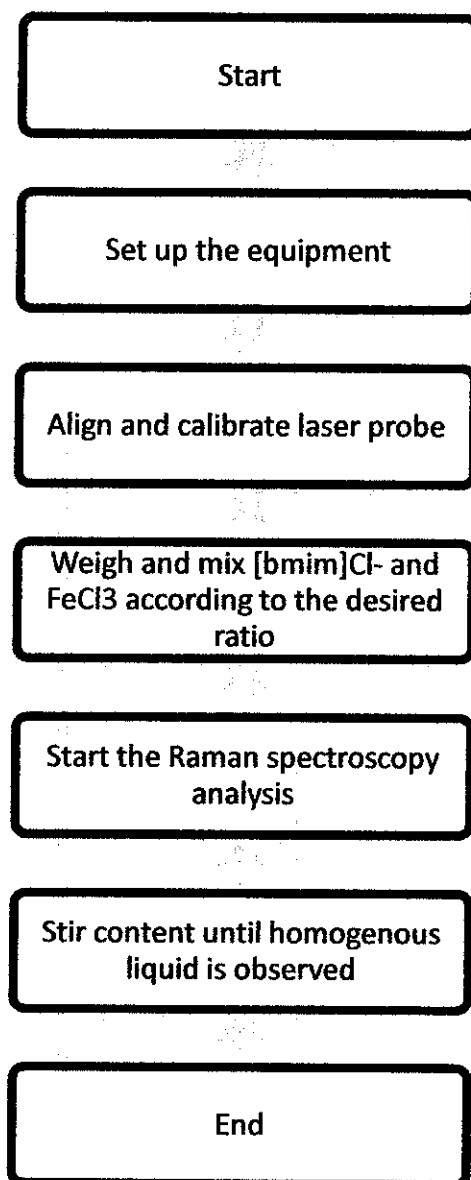 Start
Set up the equipment
Align and calibrate laser probe
Weigh and mix [bmim]Cl- and
FeCl3 according to the desired
ratio
Start the Raman spectroscopy
analysis
Stir content until homogenous
liquid is observed
End